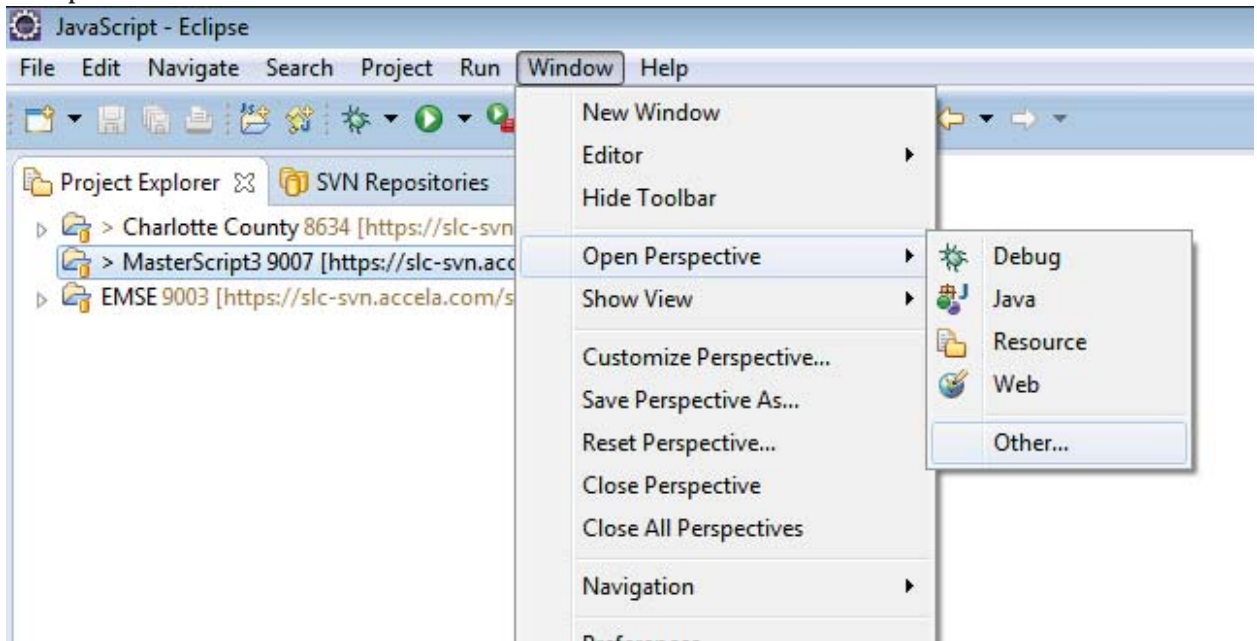 JavaScript - Eclipse
File Edit Navigate Search Project Run Window Help
Project Explorer SVN Repositories
> Charlotte County 8634 [https://slc-svn
> MasterScript3 9007 [https://slc-svn.acc
EMSE 9003 [https://slc-svn.accela.com/s
New Window
Editor
Hide Toolbar
Open Perspective
Show View
Customize Perspective...
Save Perspective As...
Reset Perspective...
Close Perspective
Close All Perspectives
Navigation
Debug
Java
Resource
Web
Other...